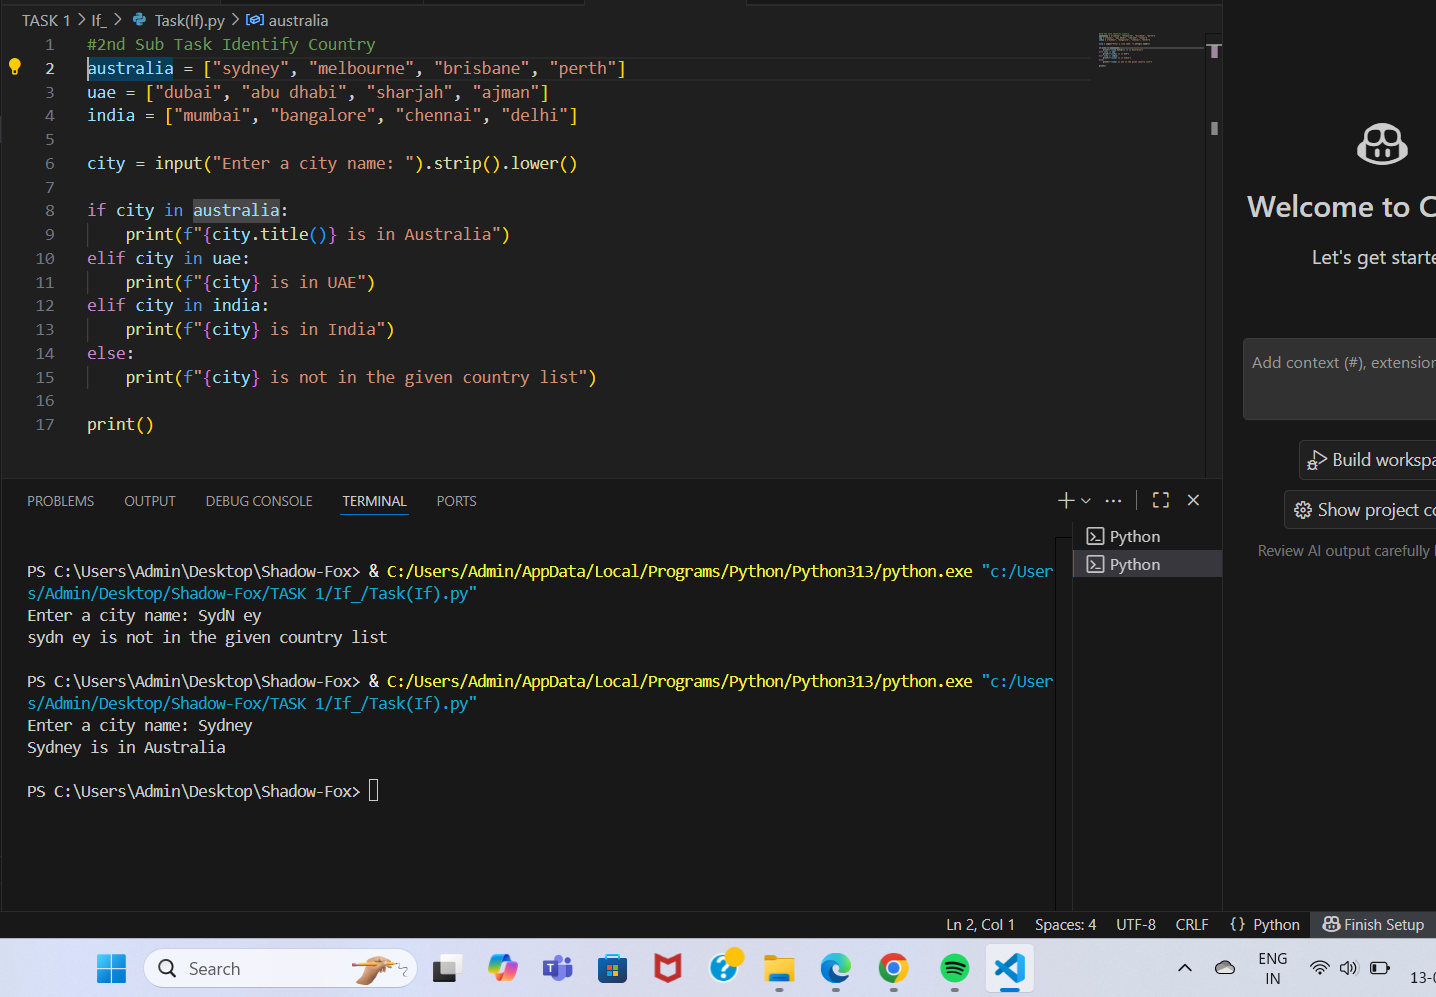 TASK 1 > If_ > Task(If).py > australia
1 #2nd Sub Task Identify Country
2 australia = ["sydney", "melbourne", "brisbane", "perth"]
3 uae = ["dubai", "abu dhabi", "sharjah", "ajman"]
4 india = ["mumbai", "bangalore", "chennai", "delhi"]
5
6 city = input("Enter a city name: ").strip().lower()
7
8 if city in australia:
9     print(f"{city.title()} is in Australia")
10 elif city in uae:
11     print(f"{city} is in UAE")
12 elif city in india:
13     print(f"{city} is in India")
14 else:
15     print(f"{city} is not in the given country list")
16
17 print()
Welcome to C
Let's get starte
Add context (#), extension
Build workspa
Show project co
Review AI output carefully
PROBLEMS OUTPUT DEBUG CONSOLE TERMINAL PORTS
Python
Python
PS C:\Users\Admin\Desktop\Shadow-Fox> & C:/Users/Admin/AppData/Local/Programs/Python/Python313/python.exe "c:/User
s/Admin/Desktop/Shadow-Fox/TASK 1/If_/Task(If).py"
Enter a city name: SydN ey
sydn ey is not in the given country list
PS C:\Users\Admin\Desktop\Shadow-Fox> & C:/Users/Admin/AppData/Local/Programs/Python/Python313/python.exe "c:/User
s/Admin/Desktop/Shadow-Fox/TASK 1/If_/Task(If).py"
Enter a city name: Sydney
Sydney is in Australia
PS C:\Users\Admin\Desktop\Shadow-Fox>
Ln 2, Col 1 Spaces: 4 UTF-8 CRLF {} Python Finish Setup
Search
ENG
IN
13-0